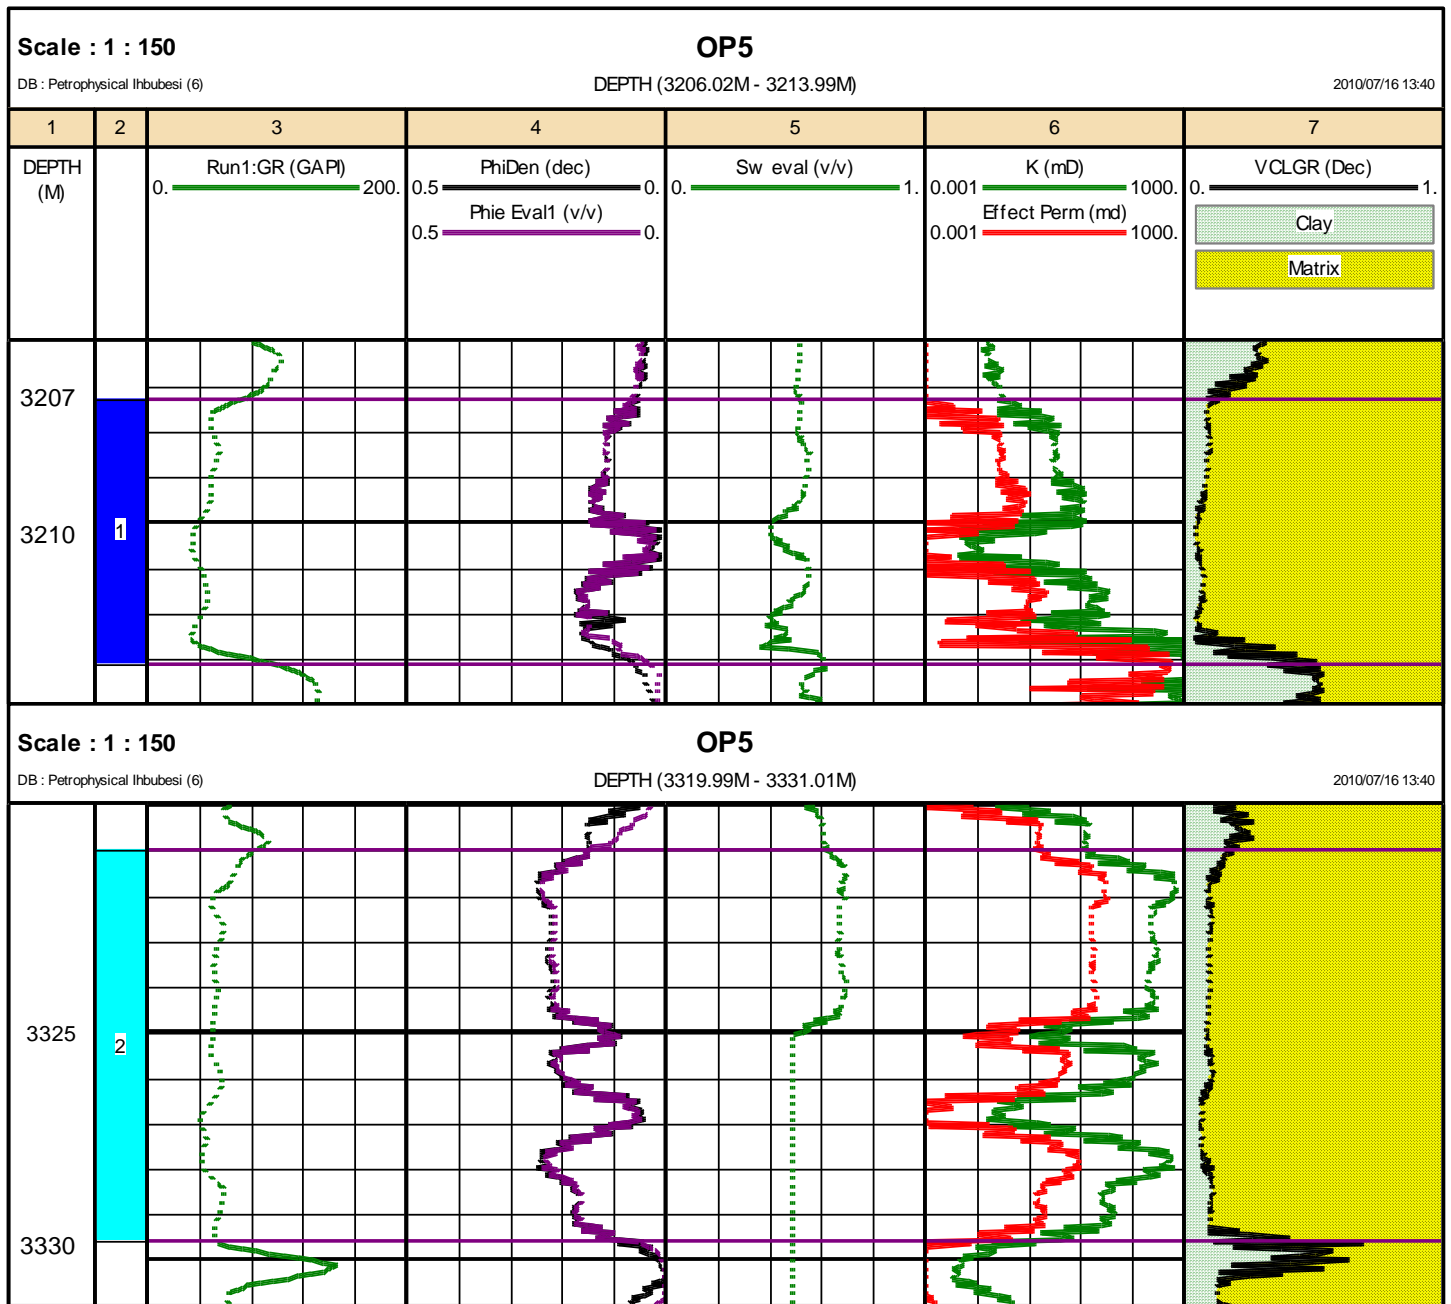 Scale : 1 : 150
OP5
DB : Petrophysical Ihbubesi (6)
DEPTH (3206.02M - 3213.99M)
2010/07/16 13:40
1 2 3 4 5 6 7
DEPTH (M)
Run1:GR (GAPI)
0. 200.
PhiDen (dec)
0.5 0.
Phie Eval1 (v/v)
0.5 0.
Sw eval (v/v)
0. 1.
K (mD)
0.001 1000.
Effect Perm (md)
0.001 1000.
VCLGR (Dec)
0. 1.
Clay
Matrix
3207
3210
1
Scale : 1 : 150
OP5
DB : Petrophysical Ihbubesi (6)
DEPTH (3319.99M - 3331.01M)
2010/07/16 13:40
3325
2
3330